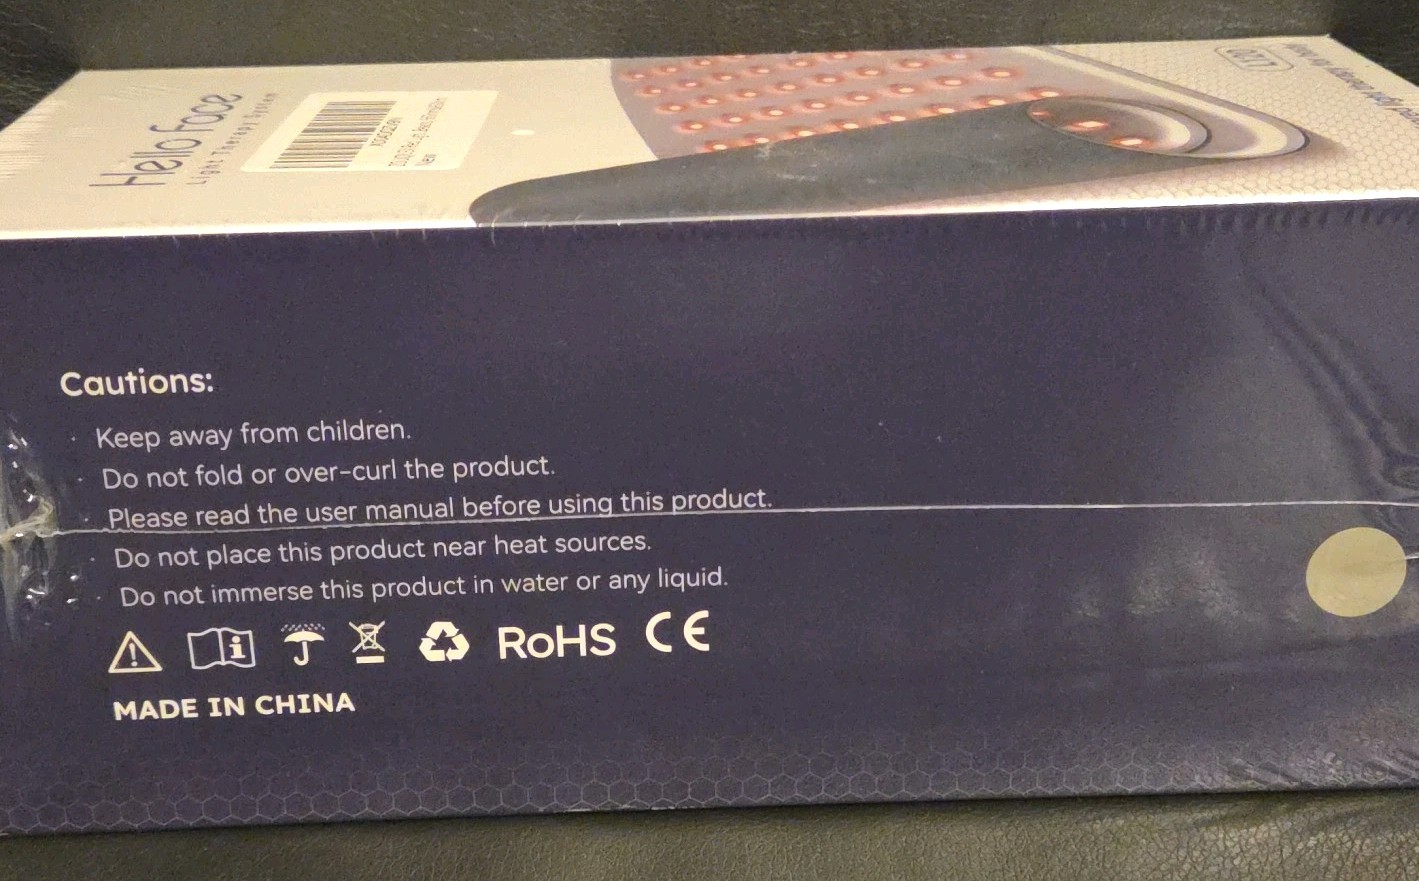 Hello Face
Light Therapy System
New
Cautions:
· Keep away from children.
· Do not fold or over-curl the product.
· Please read the user manual before using this product.
· Do not place this product near heat sources.
· Do not immerse this product in water or any liquid.
RoHS CE
MADE IN CHINA